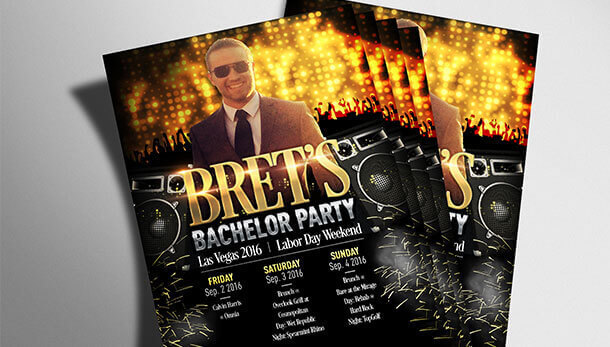 BRET'S
BACHELOR PARTY
Las Vegas 2016 | Labor Day Weekend
FRIDAY
Sep. 2 2016
Calvin Harris
@ Omnia
SATURDAY
Sep. 3 2016
Brunch @
Overlook Grill at
Cosmopolitan
Day: Wet Republic
Night: Spearmint Rhino
SUNDAY
Sep. 4 2016
Brunch @
Bare at the Mirage
Day: Rehab @
Hard Rock
Night: TopGolf